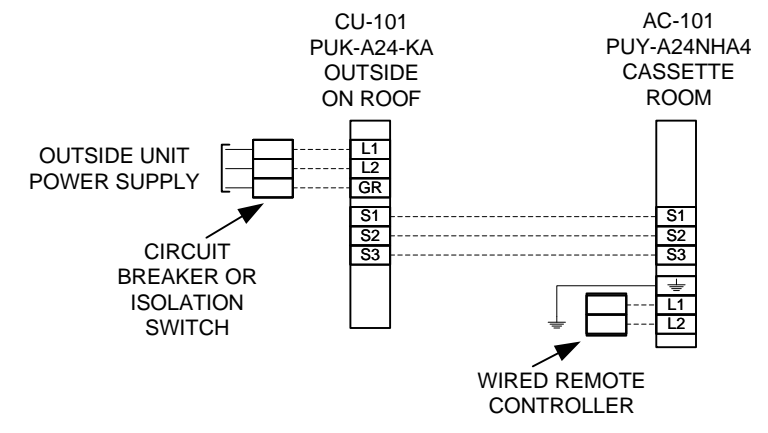 CU-101
PUK-A24-KA
OUTSIDE
ON ROOF
AC-101
PUY-A24NHA4
CASSETTE
ROOM
OUTSIDE UNIT
POWER SUPPLY
L1
L2
GR
S1
S2
S3
S1
S2
S3
L1
L2
CIRCUIT
BREAKER OR
ISOLATION
SWITCH
WIRED REMOTE
CONTROLLER